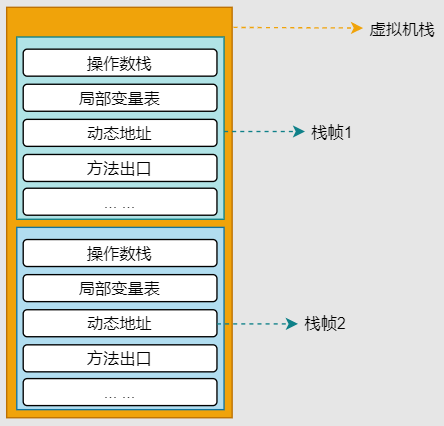 虚拟机栈
操作数栈
局部变量表
动态地址
方法出口
... ...
栈帧1
操作数栈
局部变量表
动态地址
方法出口
... ...
栈帧2